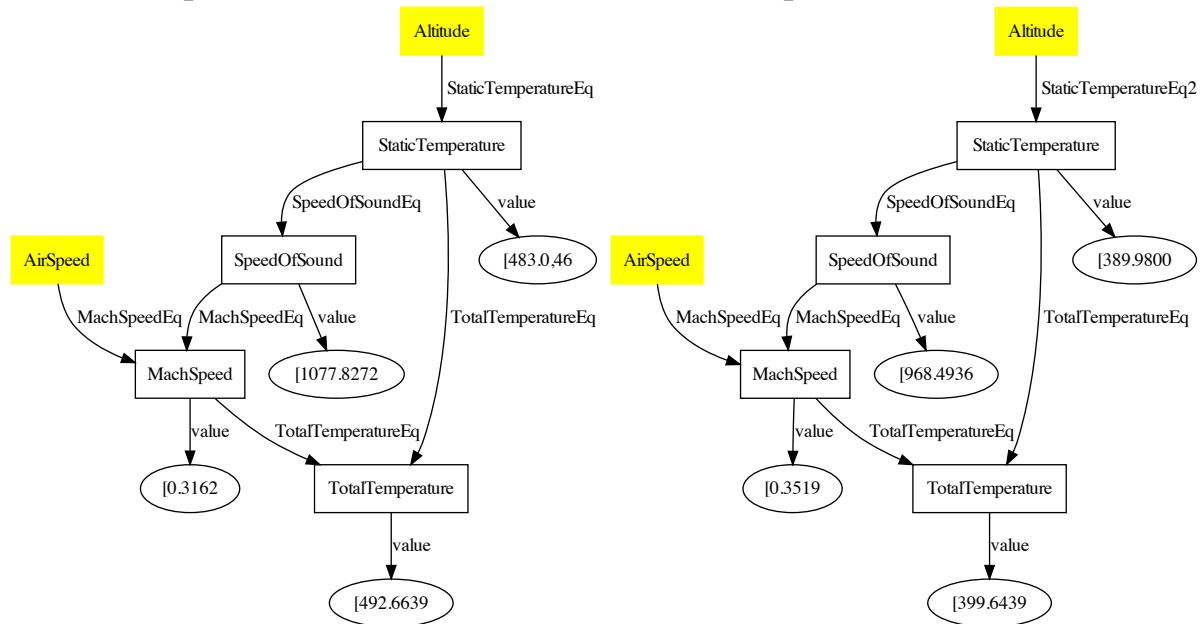 Altitude
StaticTemperatureEq
StaticTemperature
SpeedOfSoundEq
value
AirSpeed
SpeedOfSound
[483.0,46
MachSpeedEq
MachSpeedEq
value
TotalTemperatureEq
MachSpeed
[1077.8272
value
TotalTemperatureEq
[0.3162
TotalTemperature
value
[492.6639
Altitude
StaticTemperatureEq2
StaticTemperature
SpeedOfSoundEq
value
AirSpeed
SpeedOfSound
[389.9800
MachSpeedEq
MachSpeedEq
value
TotalTemperatureEq
MachSpeed
[968.4936
value
TotalTemperatureEq
[0.3519
TotalTemperature
value
[399.6439